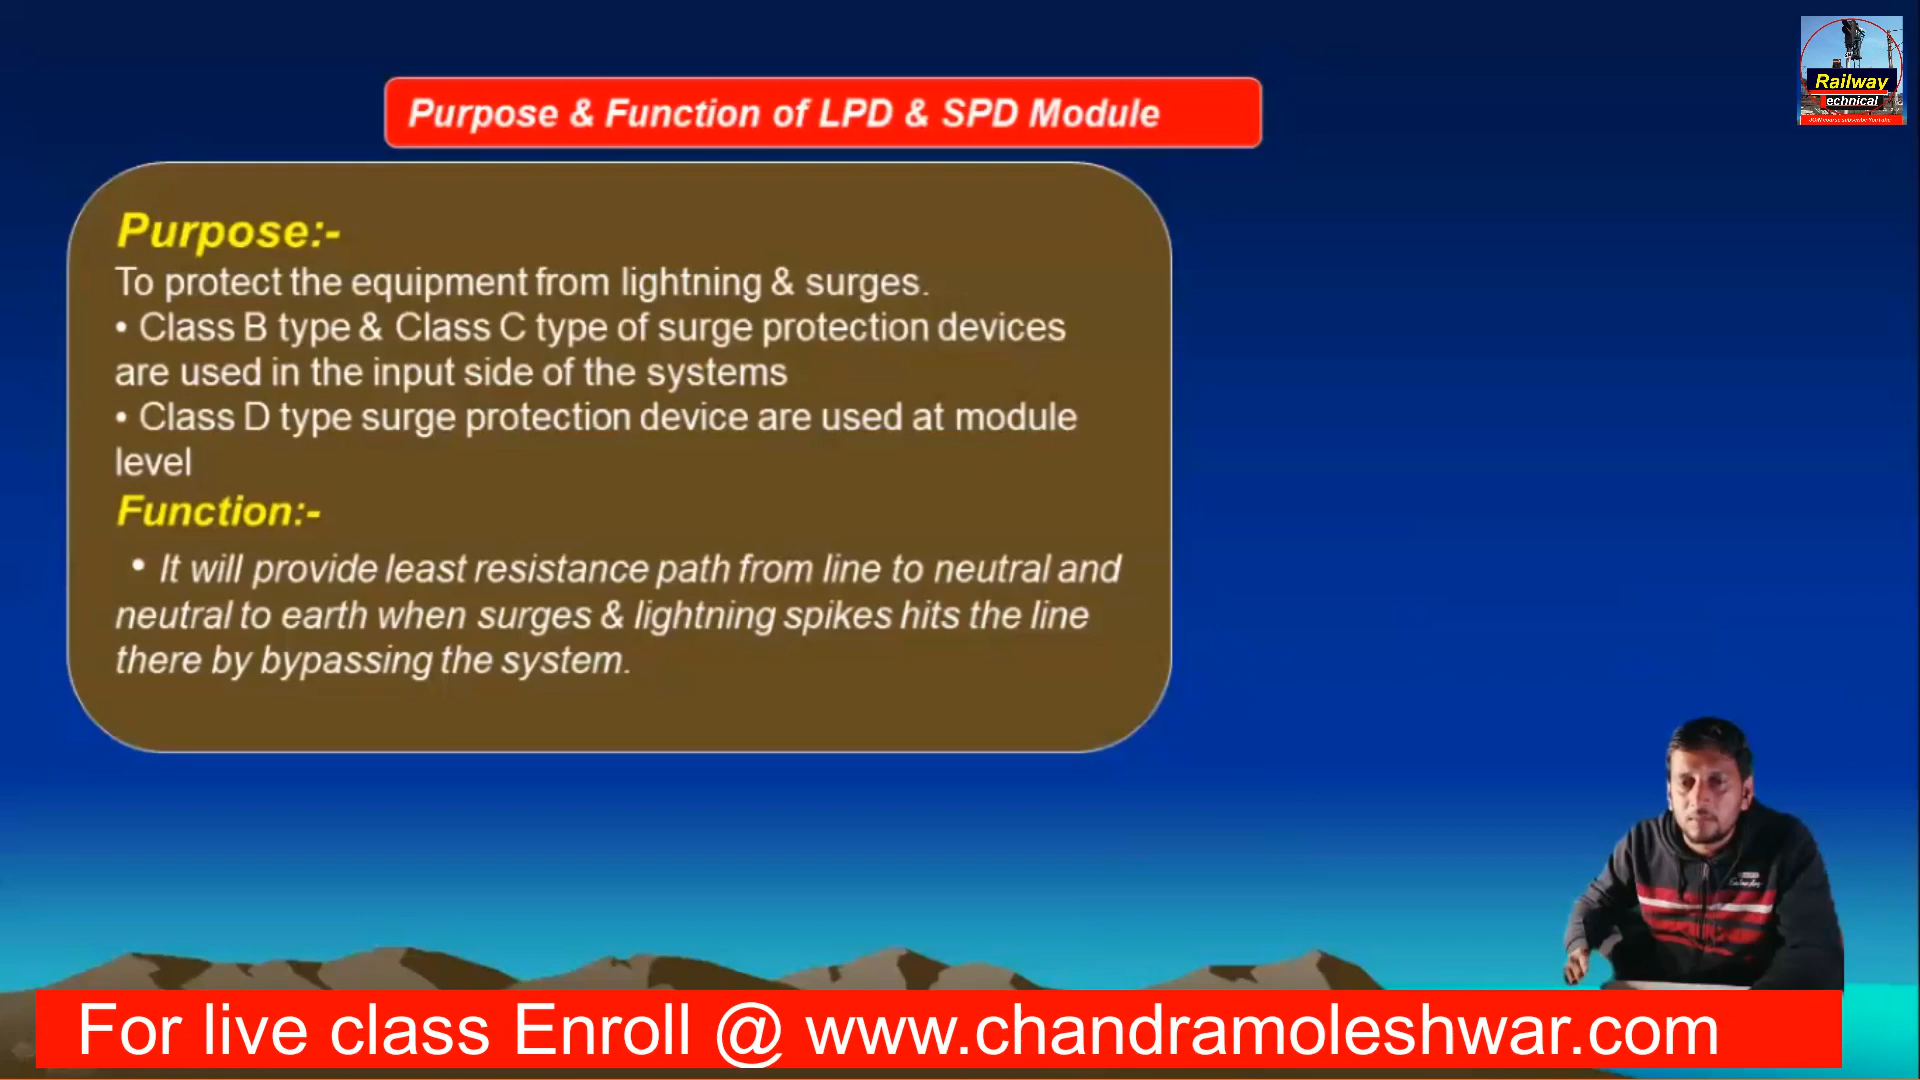 Purpose & Function of LPD & SPD Module
Railway
Technical
Purpose:-
To protect the equipment from lightning & surges.
• Class B type & Class C type of surge protection devices
are used in the input side of the systems
• Class D type surge protection device are used at module
level
Function:-
• It will provide least resistance path from line to neutral and
neutral to earth when surges & lightning spikes hits the line
there by bypassing the system.
For live class Enroll @ www.chandramoleshwar.com